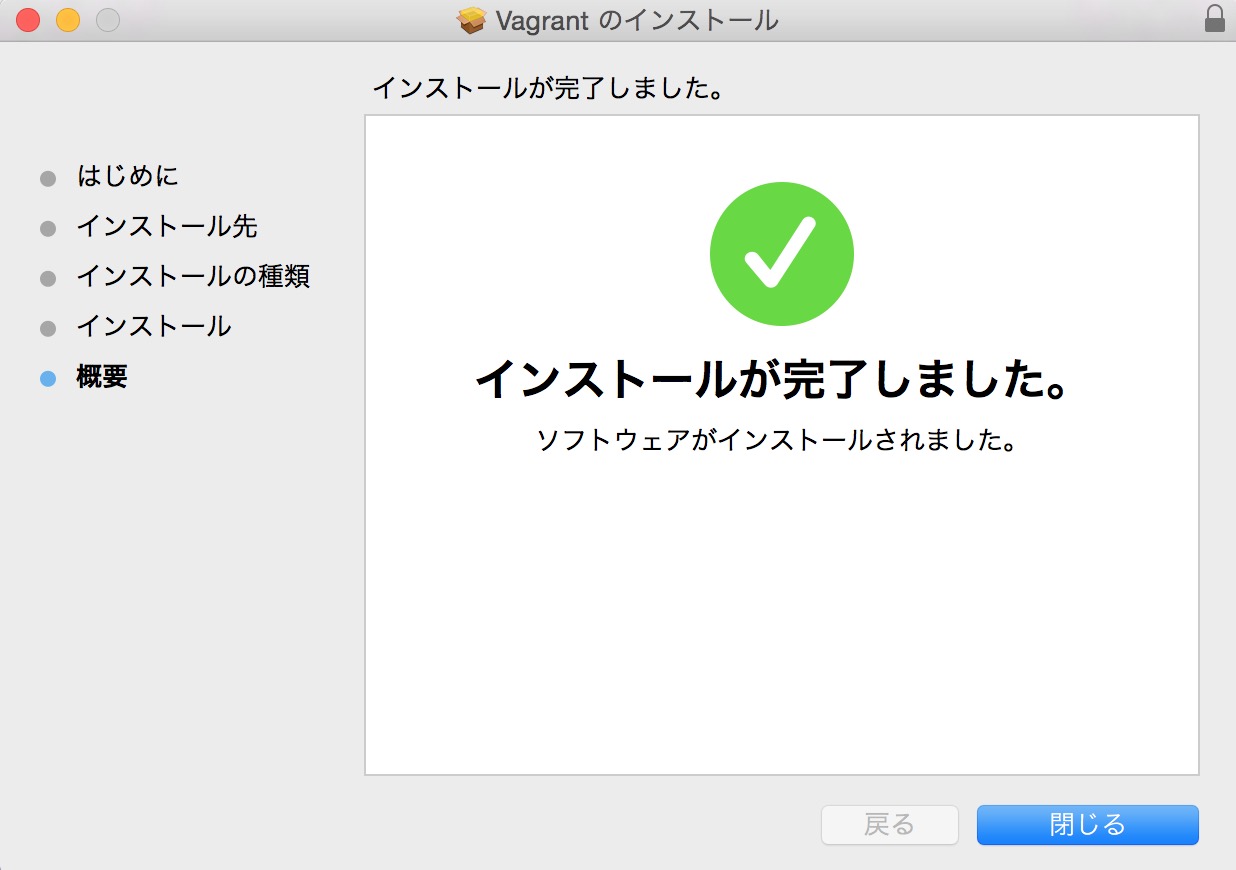 Vagrant のインストール
インストールが完了しました。
はじめに
インストール先
インストールの種類
インストール
概要
インストールが完了しました。
ソフトウェアがインストールされました。
戻る
閉じる